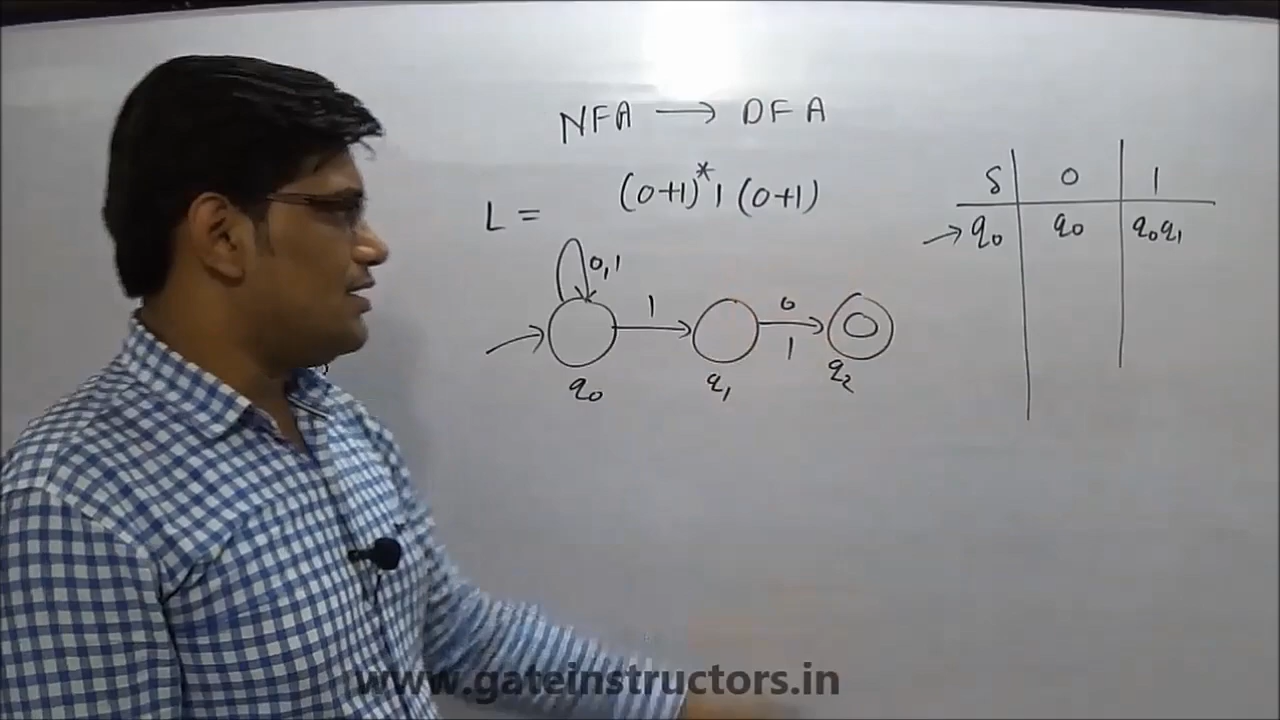 NFA → DFA
L = (0+1)* 1 (0+1)
0,1
1
0
1
q0
q1
q2
δ 0 1
→ q0 q0 q0q1
www.gateinstructors.in